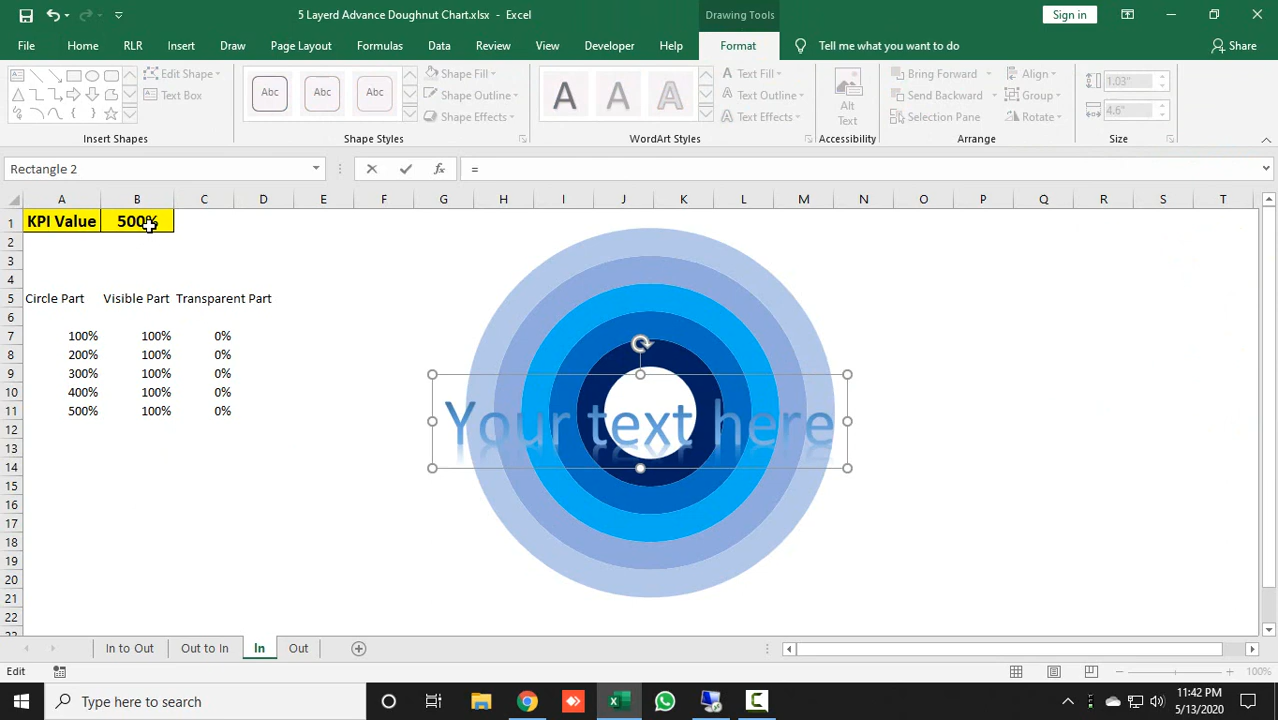 5 Layerd Advance Doughnut Chart.xlsx - Excel
Drawing Tools
Sign in
File Home RLR Insert Draw Page Layout Formulas Data Review View Developer Help Format Tell me what you want to do Share
Edit Shape
Text Box
Insert Shapes
Abc Abc Abc
Shape Fill
Shape Outline
Shape Effects
Shape Styles
A A A
Text Fill
Text Outline
Text Effects
WordArt Styles
Alt
Text
Accessibility
Bring Forward
Send Backward
Selection Pane
Align
Group
Rotate
Arrange
1.03"
4.6"
Size
Rectangle 2 fx =
A B C D E F G H I J K L M N O P Q R S T
1 KPI Value 500%
2
3
4
5 Circle Part Visible Part Transparent Part
6
7 100% 100% 0%
8 200% 100% 0%
9 300% 100% 0%
10 400% 100% 0%
11 500% 100% 0%
12
13
14
15
16
17
18
19
20
21
22
Your text here
In to Out Out to In In Out
Edit
100%
Type here to search
11:42 PM
5/13/2020